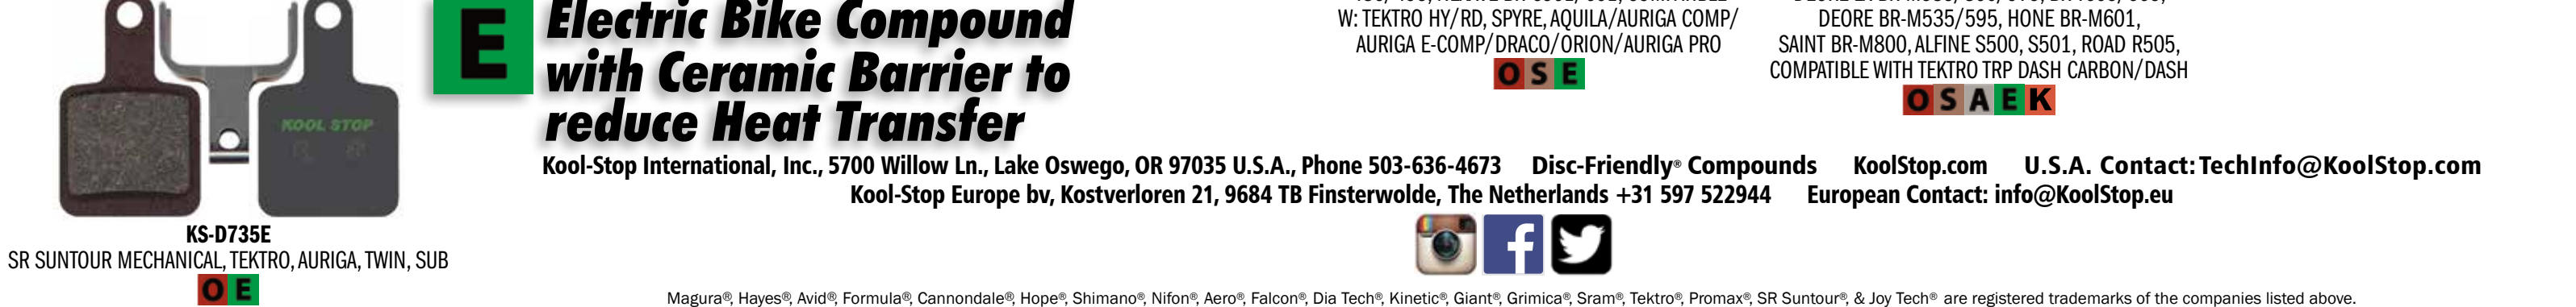 KOOL STOP
KS-D735E
SR SUNTOUR MECHANICAL, TEKTRO, AURIGA, TWIN, SUB
O E
E
Electric Bike Compound
with Ceramic Barrier to
reduce Heat Transfer
W: TEKTRO HY/RD, SPYRE, AQUILA/AURIGA COMP/
AURIGA E-COMP/DRACO/ORION/AURIGA PRO
O S E
DEORE BR-M535/595, HONE BR-M601,
SAINT BR-M800, ALFINE S500, S501, ROAD R505,
COMPATIBLE WITH TEKTRO TRP DASH CARBON/DASH
O S A E K
Kool-Stop International, Inc., 5700 Willow Ln., Lake Oswego, OR 97035 U.S.A., Phone 503-636-4673 Disc-Friendly® Compounds KoolStop.com U.S.A. Contact: TechInfo@KoolStop.com
Kool-Stop Europe bv, Kostverloren 21, 9684 TB Finsterwolde, The Netherlands +31 597 522944 European Contact: info@KoolStop.eu
Magura®, Hayes®, Avid®, Formula®, Cannondale®, Hope®, Shimano®, Nifon®, Aero®, Falcon®, Dia Tech®, Kinetic®, Giant®, Grimica®, Sram®, Tektro®, Promax®, SR Suntour®, & Joy Tech® are registered trademarks of the companies listed above.